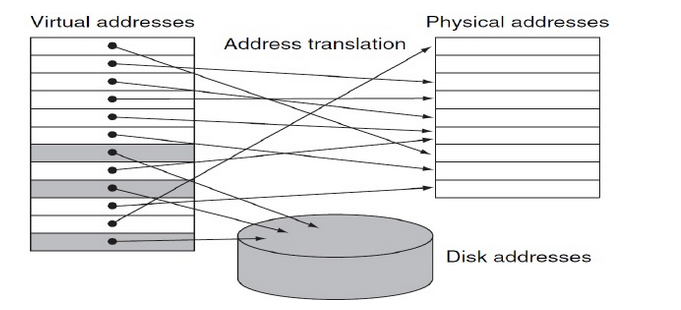 Virtual addresses
Physical addresses
Address translation
Disk addresses